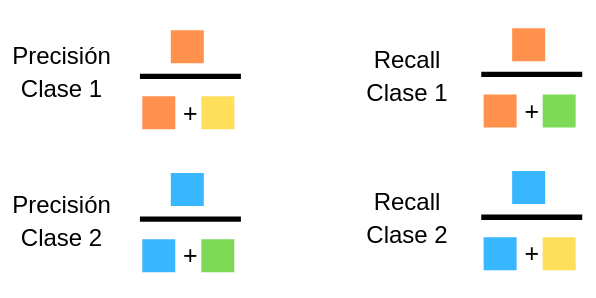 Precisión
Clase 1
+
Recall
Clase 1
+
Precisión
Clase 2
+
Recall
Clase 2
+